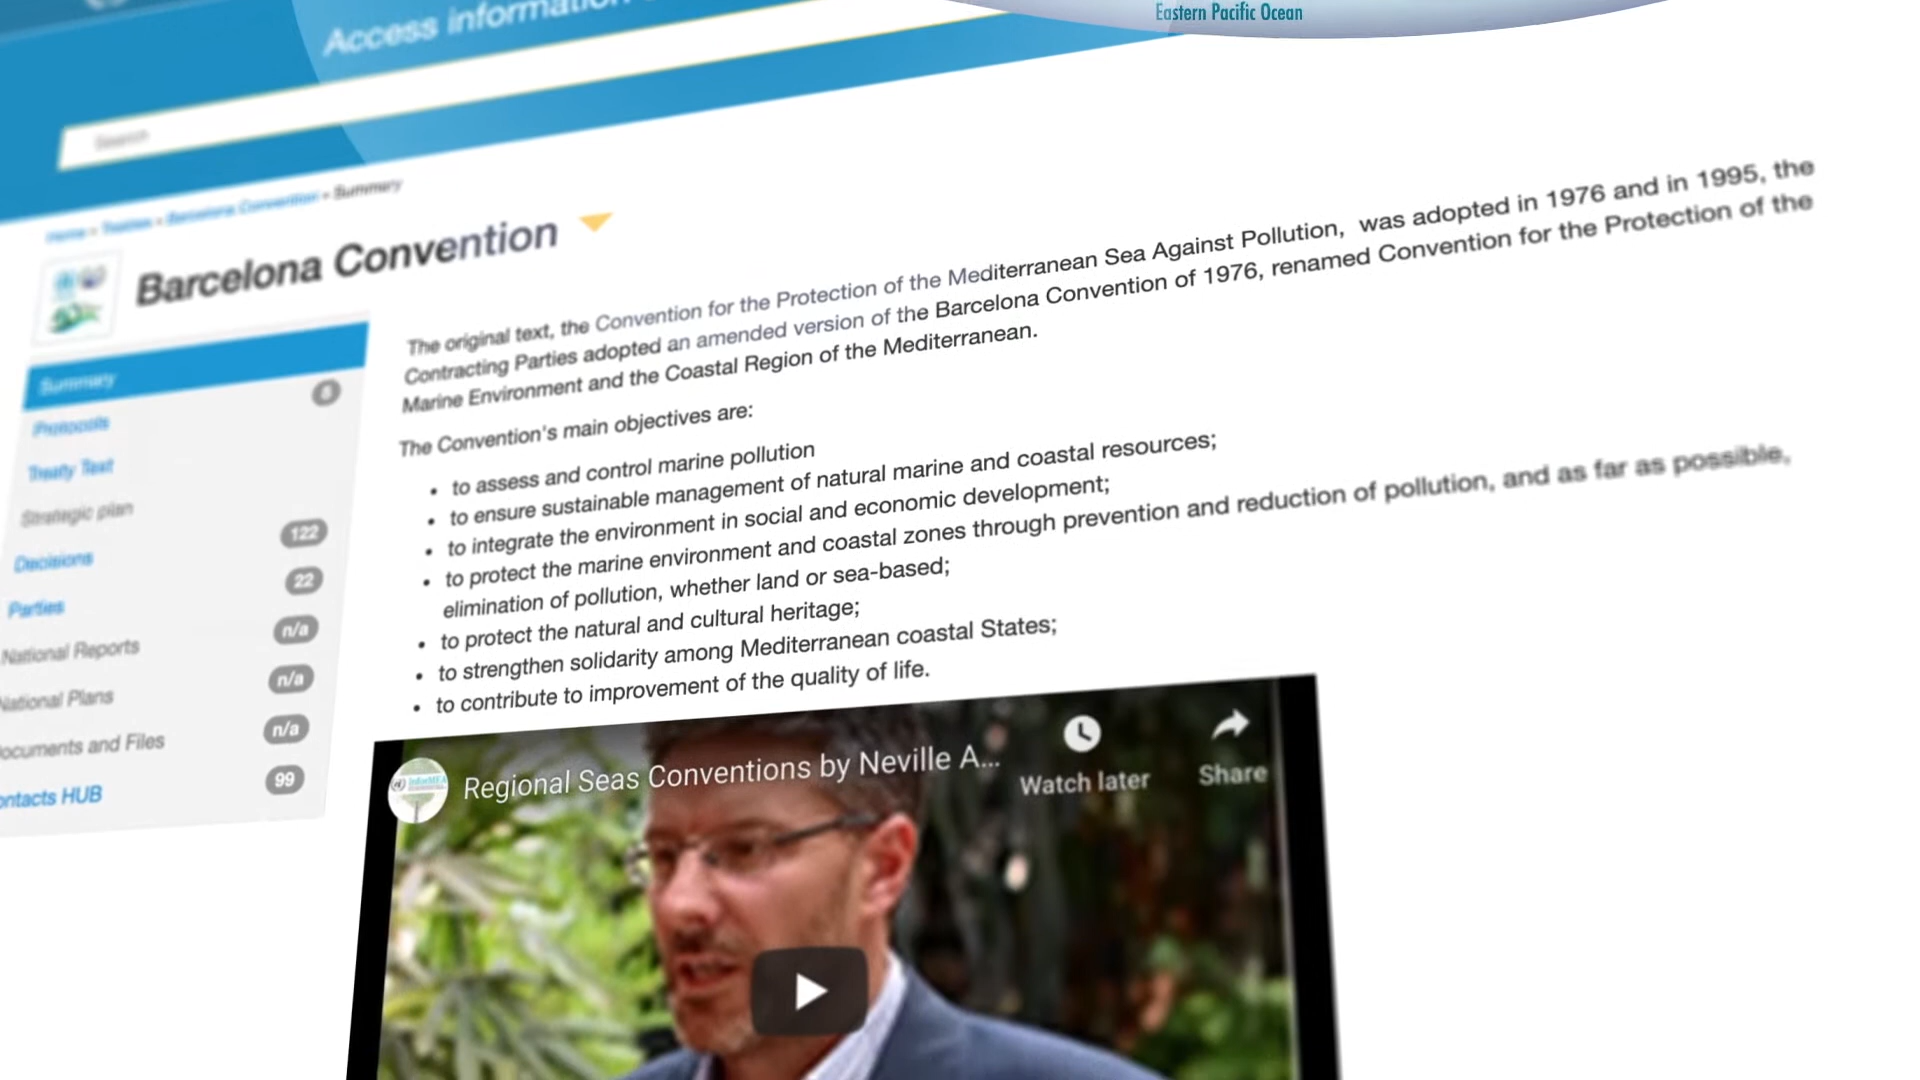 Eastern Pacific Ocean
Access information
Search
Home » Treaties » Barcelona Convention » Summary
Barcelona Convention
Summary
Protocols
Treaty Text
Strategic plan
Decisions 122
Parties 22
National Reports n/a
National Plans n/a
ocuments and Files n/a
ontacts HUB 99
The original text, the Convention for the Protection of the Mediterranean Sea Against Pollution, was adopted in 1976 and in 1995, the
Contracting Parties adopted an amended version of the Barcelona Convention of 1976, renamed Convention for the Protection of the
Marine Environment and the Coastal Region of the Mediterranean.
The Convention's main objectives are:
• to assess and control marine pollution
• to ensure sustainable management of natural marine and coastal resources;
• to integrate the environment in social and economic development;
• to protect the marine environment and coastal zones through prevention and reduction of pollution, and as far as possible,
elimination of pollution, whether land or sea-based;
• to protect the natural and cultural heritage;
• to strengthen solidarity among Mediterranean coastal States;
• to contribute to improvement of the quality of life.
Regional Seas Conventions by Neville A...
Watch later
Share